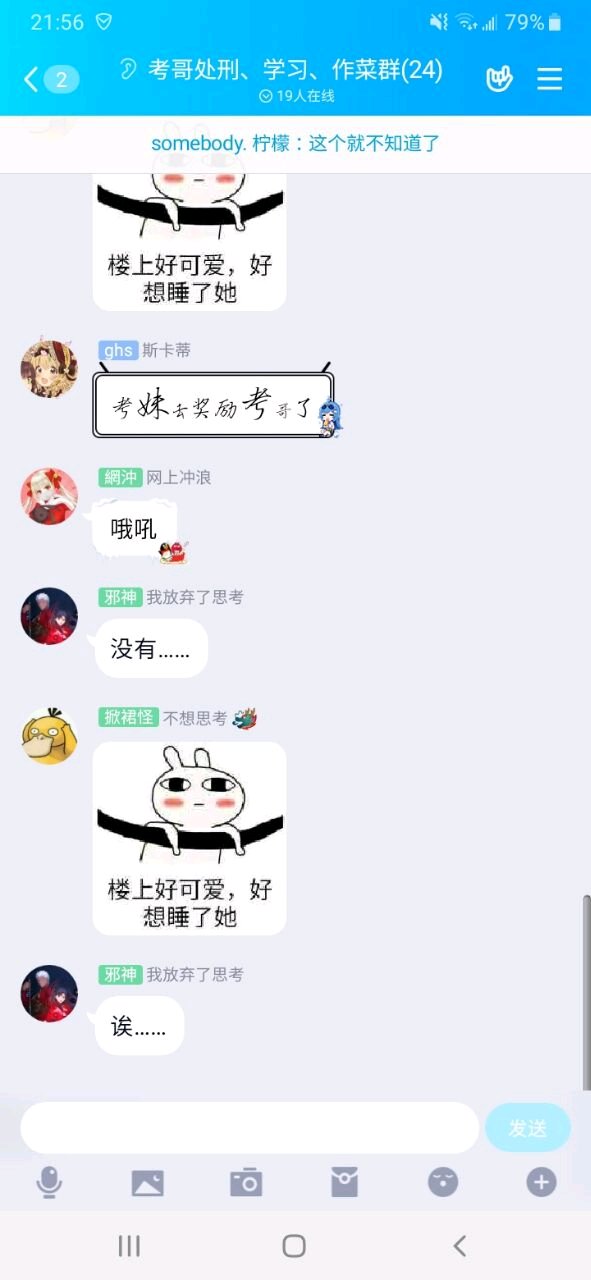 21:56
79%
2
考哥处刑、学习、作菜群(24)
19人在线
somebody. 柠檬：这个就不知道了
楼上好可爱，好
想睡了她
ghs 斯卡蒂
考妹去奖励考哥了
網沖 网上冲浪
哦吼
邪神 我放弃了思考
没有……
掀裙怪 不想思考
楼上好可爱，好
想睡了她
邪神 我放弃了思考
诶……
发送